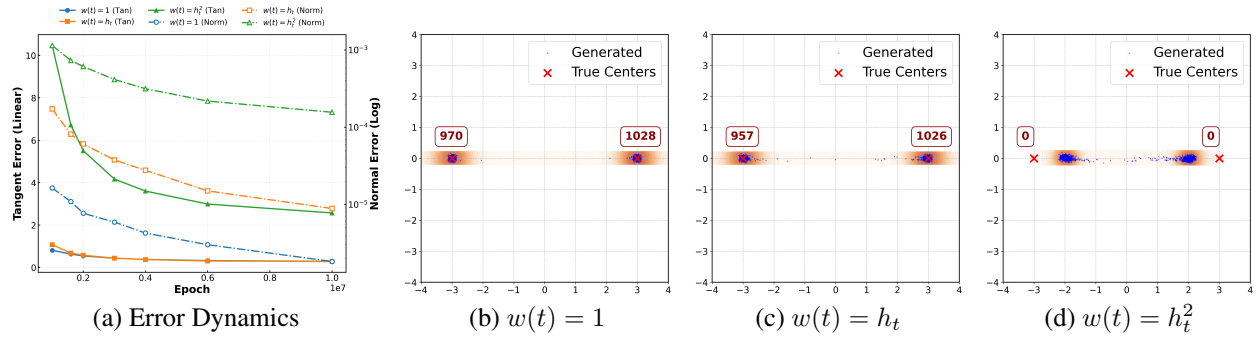 w(t) = 1 (Tan) w(t) = h_t^2 (Tan) w(t) = h_t (Norm)
w(t) = h_t (Tan) w(t) = 1 (Norm) w(t) = h_t^2 (Norm)
Tangent Error (Linear)
10
8
6
4
2
0
0.2 0.4 0.6 0.8 1.0
1e7
Epoch
Normal Error (Log)
10^−3
10^−4
10^−5
(a) Error Dynamics
Generated
True Centers
970 1028
4
3
2
1
0
−1
−2
−3
−4
−4 −3 −2 −1 0 1 2 3 4
(b) w(t) = 1
Generated
True Centers
957 1026
4
3
2
1
0
−1
−2
−3
−4
−4 −3 −2 −1 0 1 2 3 4
(c) w(t) = h_t
Generated
True Centers
0 0
4
3
2
1
0
−1
−2
−3
−4
−4 −3 −2 −1 0 1 2 3 4
(d) w(t) = h_t^2